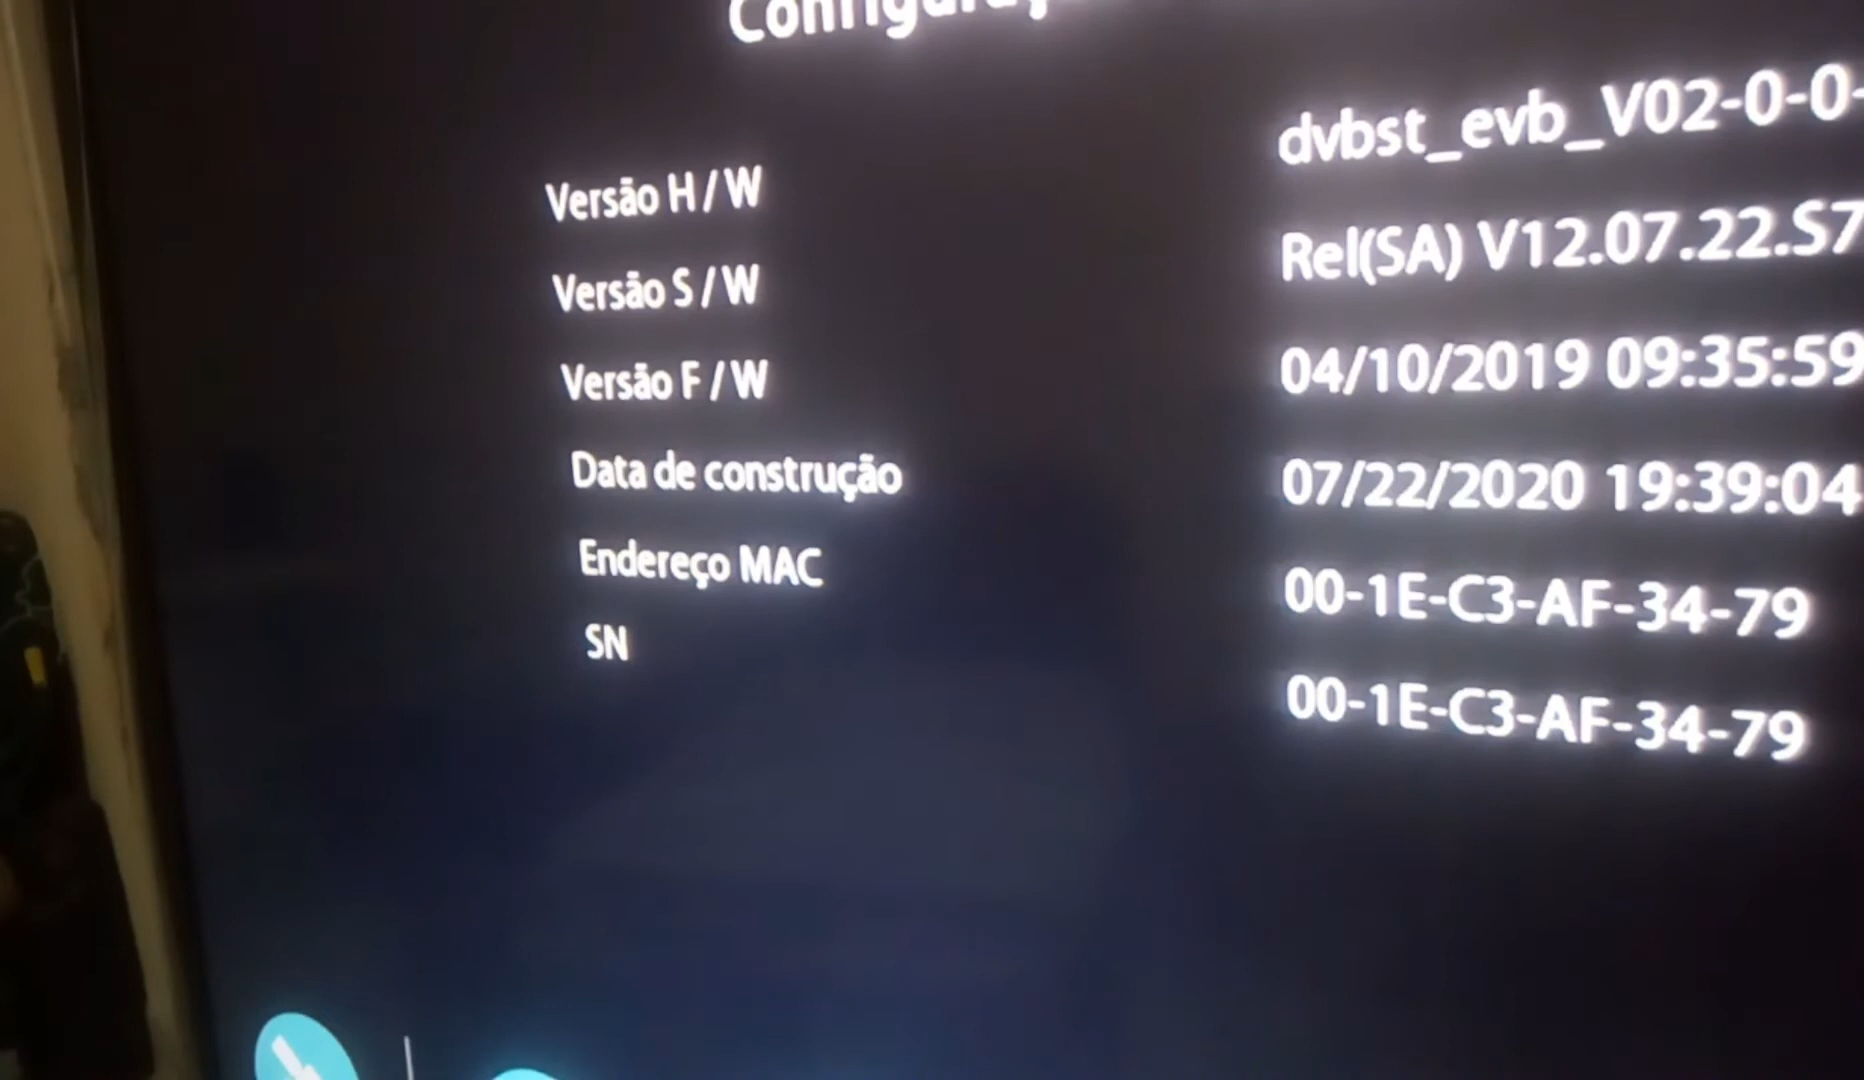 Versão H / W dvbst_evb_V02-0-0-
Versão S / W Rel(SA) V12.07.22.S7
Versão F / W 04/10/2019 09:35:59
Data de construção 07/22/2020 19:39:04
Endereço MAC 00-1E-C3-AF-34-79
SN 00-1E-C3-AF-34-79